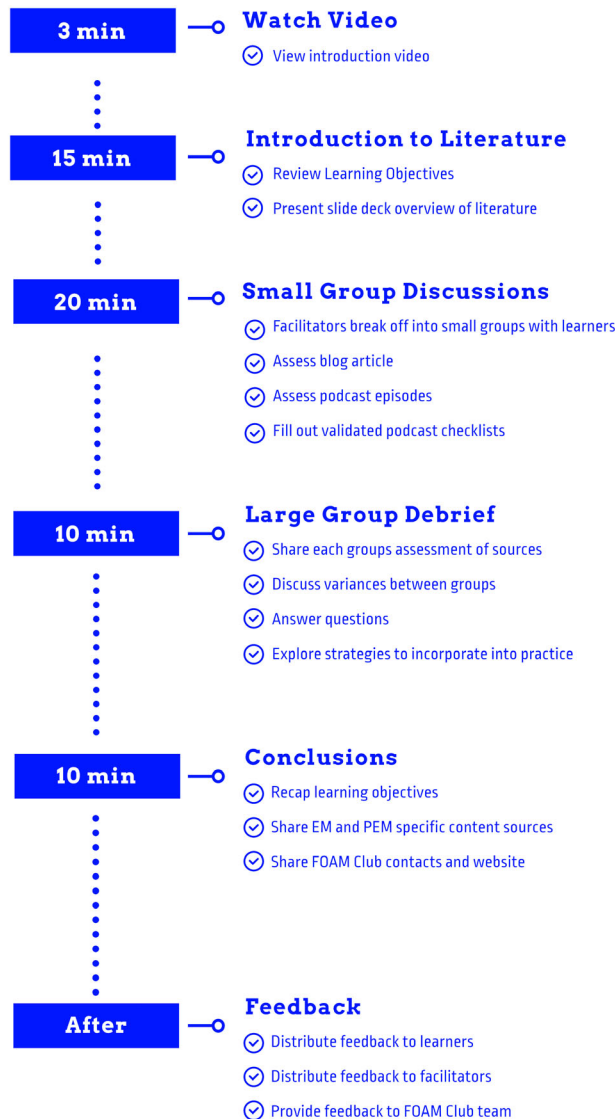 3 min
Watch Video
View introduction video
15 min
Introduction to Literature
Review Learning Objectives
Present slide deck overview of literature
20 min
Small Group Discussions
Facilitators break off into small groups with learners
Assess blog article
Assess podcast episodes
Fill out validated podcast checklists
10 min
Large Group Debrief
Share each groups assessment of sources
Discuss variances between groups
Answer questions
Explore strategies to incorporate into practice
10 min
Conclusions
Recap learning objectives
Share EM and PEM specific content sources
Share FOAM Club contacts and website
After
Feedback
Distribute feedback to learners
Distribute feedback to facilitators
Provide feedback to FOAM Club team